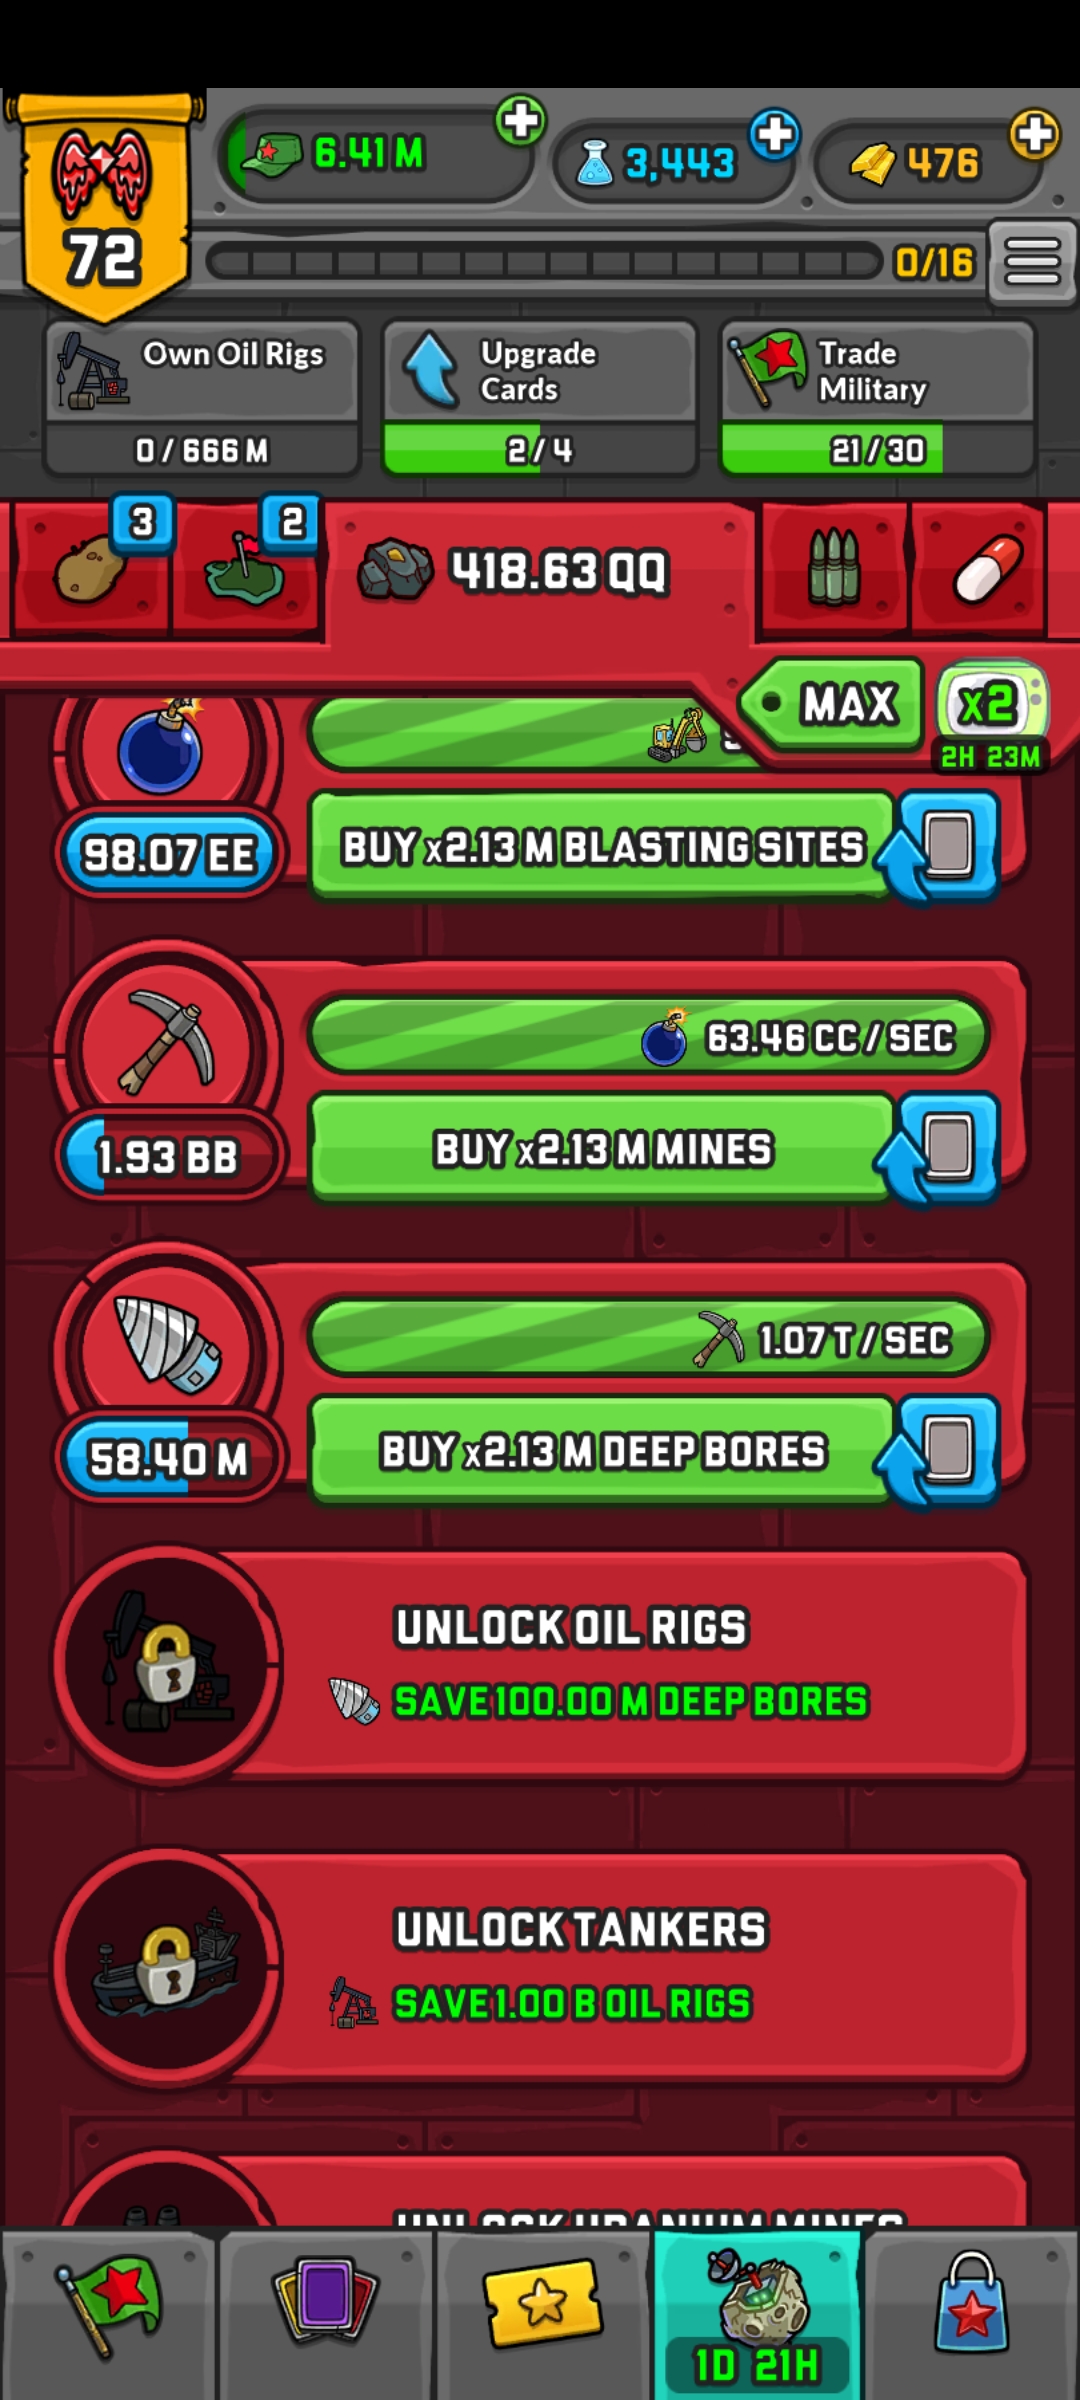 6.41 M
3,443
476
72
0/16
Own Oil Rigs
0 / 666 M
Upgrade
Cards
2 / 4
Trade
Military
21 / 30
3
2
418.63 QQ
MAX
x2
2H 23M
98.07 EE
BUY x2.13 M BLASTING SITES
63.46 CC / SEC
1.93 BB
BUY x2.13 M MINES
1.07 T / SEC
58.40 M
BUY x2.13 M DEEP BORES
UNLOCK OIL RIGS
SAVE 100.00 M DEEP BORES
UNLOCK TANKERS
SAVE 1.00 B OIL RIGS
UNLOCK URANIUM MINES
1D 21H